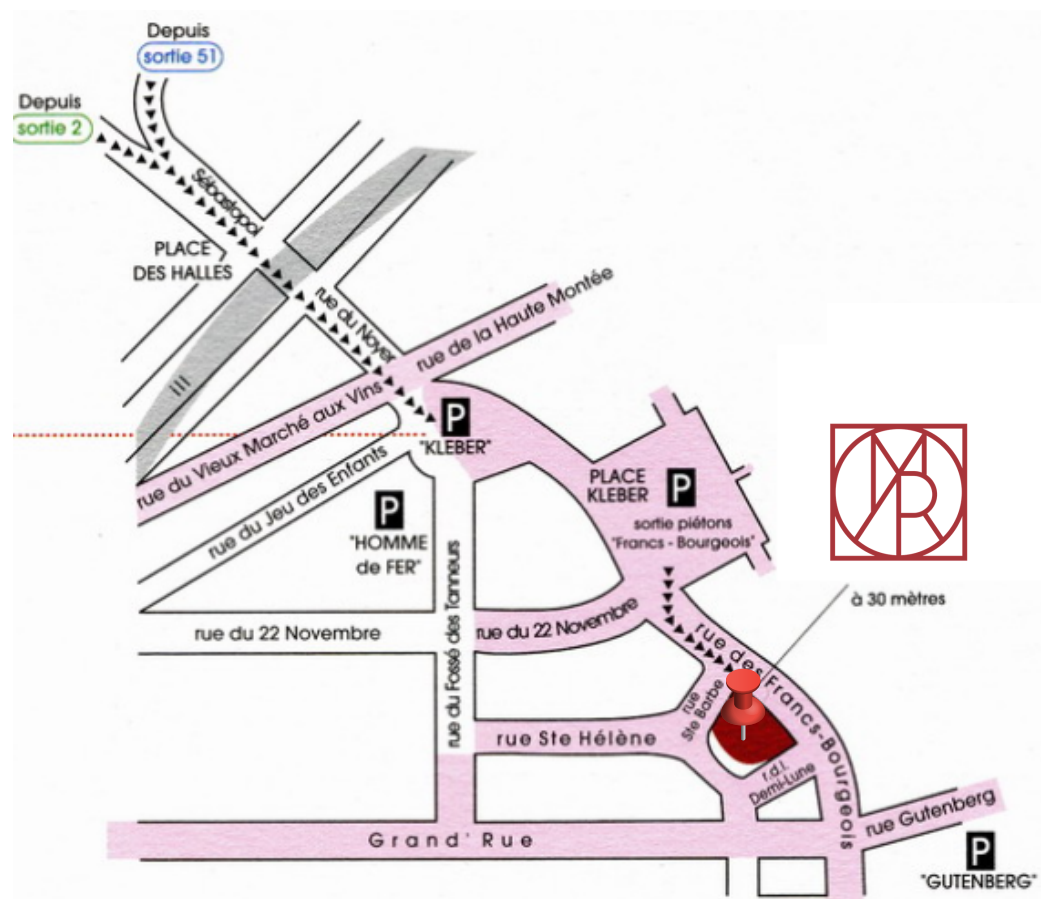 Depuis
sortie 51
Depuis
sortie 2
Sébastopol
PLACE
DES HALLES
rue du Noyer
rue de la Haute Montée
Ill
rue du Vieux Marché aux Vins
P
"KLEBER"
rue du Jeu des Enfants
P
"HOMME
de FER"
PLACE
KLEBER
P
sortie piétons
"Francs - Bourgeois"
à 30 mètres
rue du 22 Novembre
rue du 22 Novembre
rue du Fossé des Tanneurs
rue des Francs-Bourgeois
rue
Ste Barbe
rue Ste Hélène
r.d.l.
Demi-Lune
Grand' Rue
rue Gutenberg
P
"GUTENBERG"